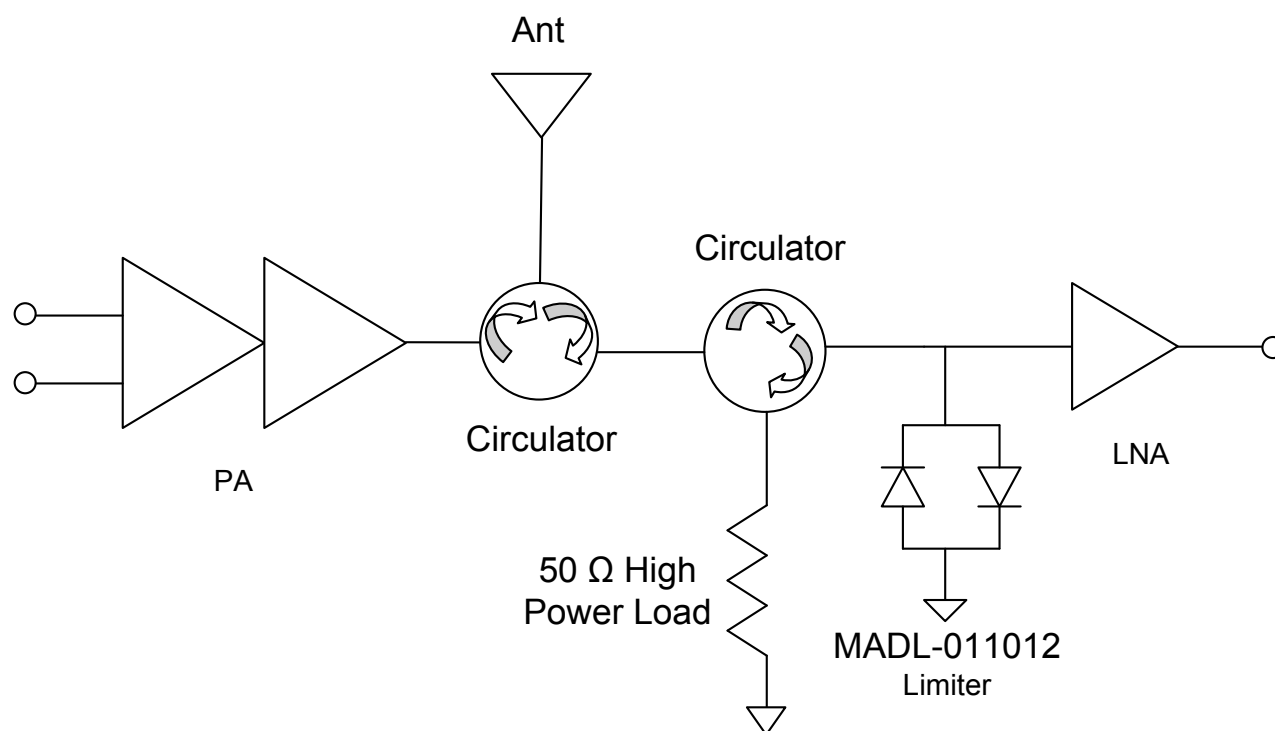 Ant
Circulator
Circulator
PA
LNA
50 Ω High
Power Load
MADL-011012
Limiter